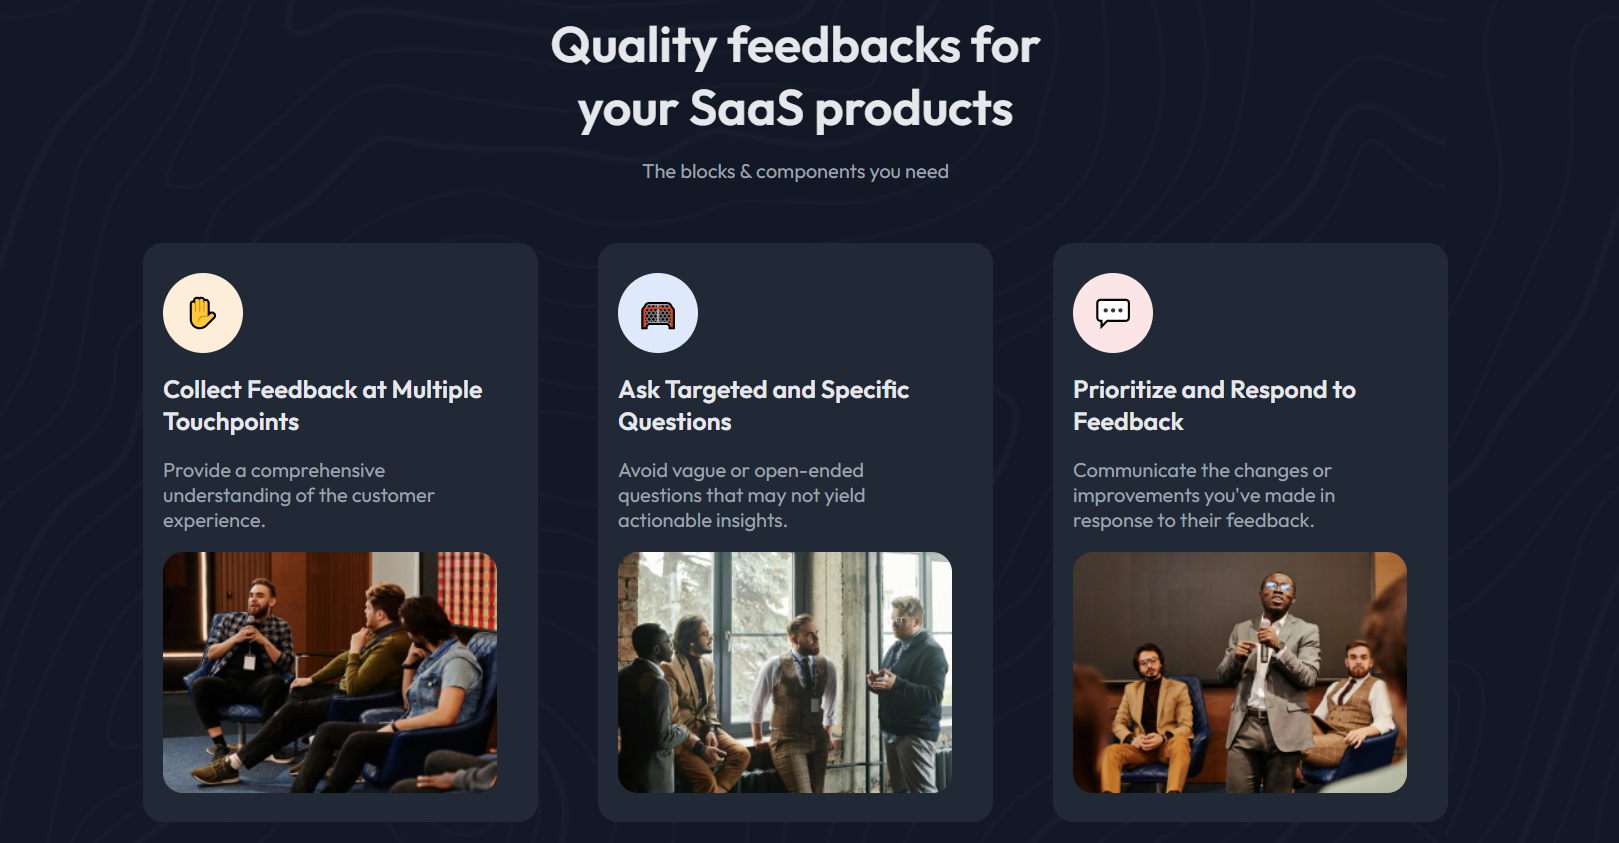 Quality feedbacks for
your SaaS products
The blocks & components you need
Collect Feedback at Multiple
Touchpoints
Provide a comprehensive
understanding of the customer
experience.
Ask Targeted and Specific
Questions
Avoid vague or open-ended
questions that may not yield
actionable insights.
Prioritize and Respond to
Feedback
Communicate the changes or
improvements you've made in
response to their feedback.